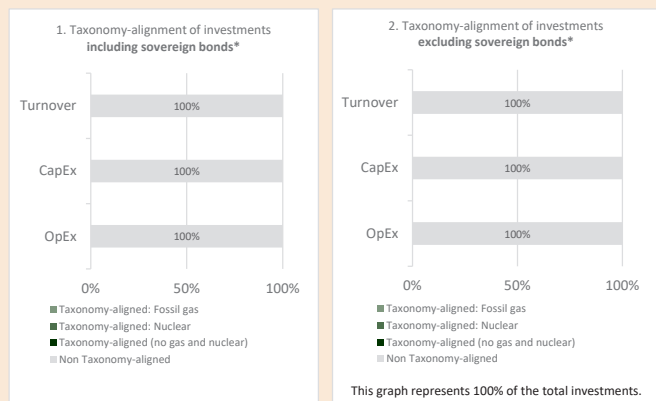 1. Taxonomy-alignment of investments
including sovereign bonds*
Turnover
100%
CapEx
100%
OpEx
100%
0%
50%
100%
Taxonomy-aligned: Fossil gas
Taxonomy-aligned: Nuclear
Taxonomy-aligned (no gas and nuclear)
Non Taxonomy-aligned
2. Taxonomy-alignment of investments
excluding sovereign bonds*
Turnover
100%
CapEx
100%
OpEx
100%
0%
50%
100%
Taxonomy-aligned: Fossil gas
Taxonomy-aligned: Nuclear
Taxonomy-aligned (no gas and nuclear)
Non Taxonomy-aligned
This graph represents 100% of the total investments.